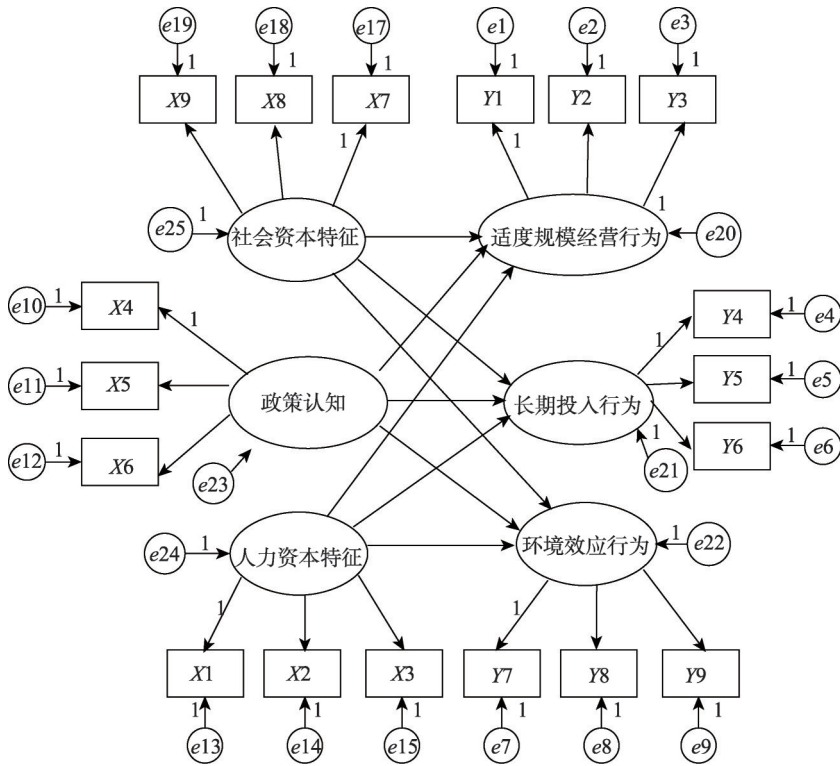 e19 e18 e17 e1 e2 e3
1 1 1 1 1 1
X9 X8 X7 Y1 Y2 Y3
1 1
e25 1 社会资本特征 适度规模经营行为 1 e20
e10 1 X4 1 1 Y4 1 e4
e11 1 X5 政策认知 长期投入行为 Y5 1 e5
e12 1 X6 e23 1 e21 Y6 1 e6
e24 1 人力资本特征 环境效应行为 1 e22
1 1
X1 X2 X3 Y7 Y8 Y9
1 1 1 1 1 1
e13 e14 e15 e7 e8 e9